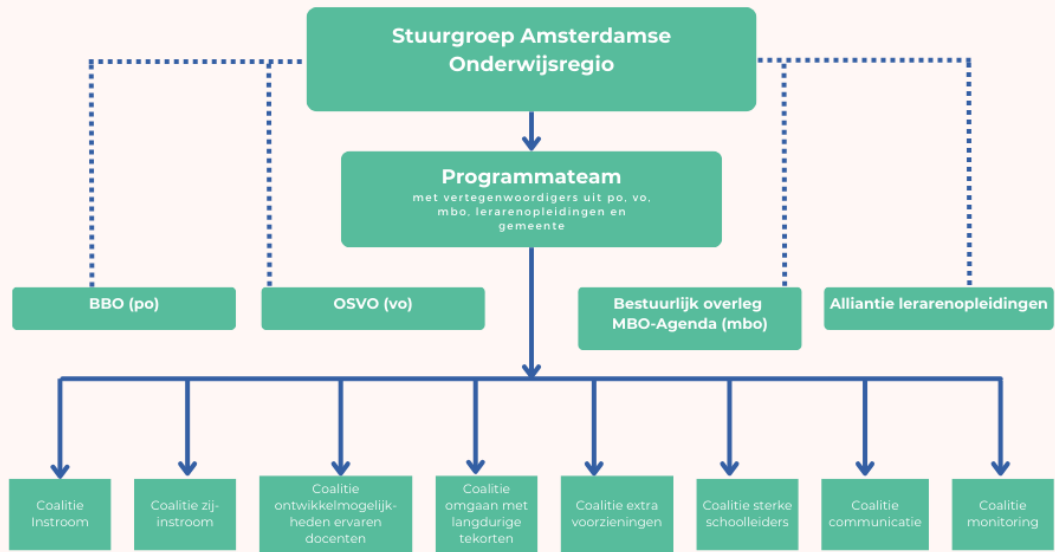 Stuurgroep Amsterdamse
Onderwijsregio
Programmateam
met vertegenwoordigers uit po, vo,
mbo, lerarenopleidingen en
gemeente
BBO (po)
OSVO (vo)
Bestuurlijk overleg
MBO-Agenda (mbo)
Alliantie lerarenopleidingen
Coalitie
Instroom
Coalitie zij-
instroom
Coalitie
ontwikkelmogelijk-
heden ervaren
docenten
Coalitie
omgaan met
langdurige
tekorten
Coalitie extra
voorzieningen
Coalitie sterke
schoolleiders
Coalitie
communicatie
Coalitie
monitoring